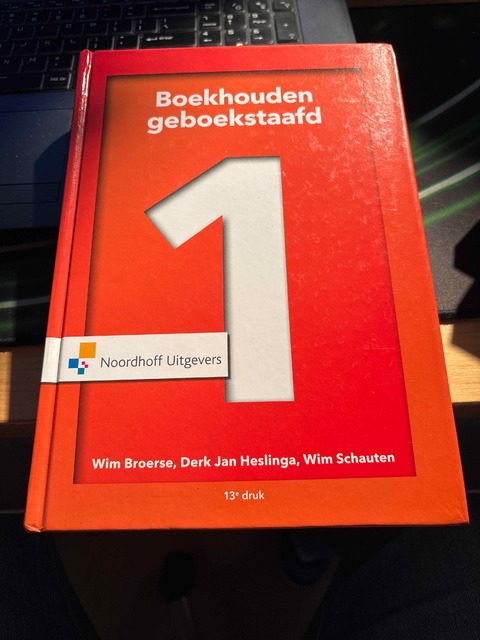 Boekhouden
geboekstaafd
1
Noordhoff Uitgevers
Wim Broerse, Derk Jan Heslinga, Wim Schauten
13e druk